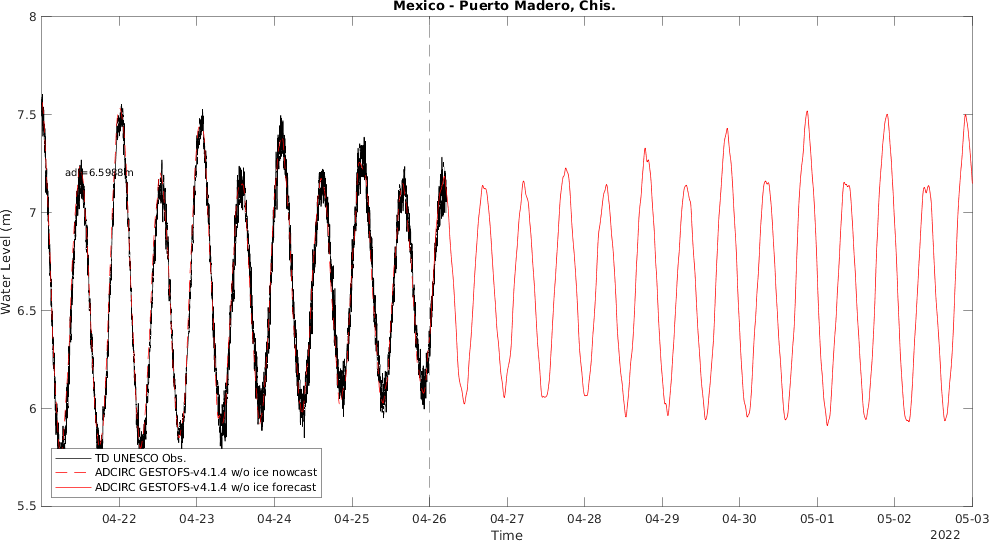 Mexico - Puerto Madero, Chis.
8
7.5
7
6.5
6
5.5
Water Level (m)
adj=6.5988m
TD UNESCO Obs.
ADCIRC GESTOFS-v4.1.4 w/o ice nowcast
ADCIRC GESTOFS-v4.1.4 w/o ice forecast
04-22 04-23 04-24 04-25 04-26 04-27 04-28 04-29 04-30 05-01 05-02 05-03
Time
2022